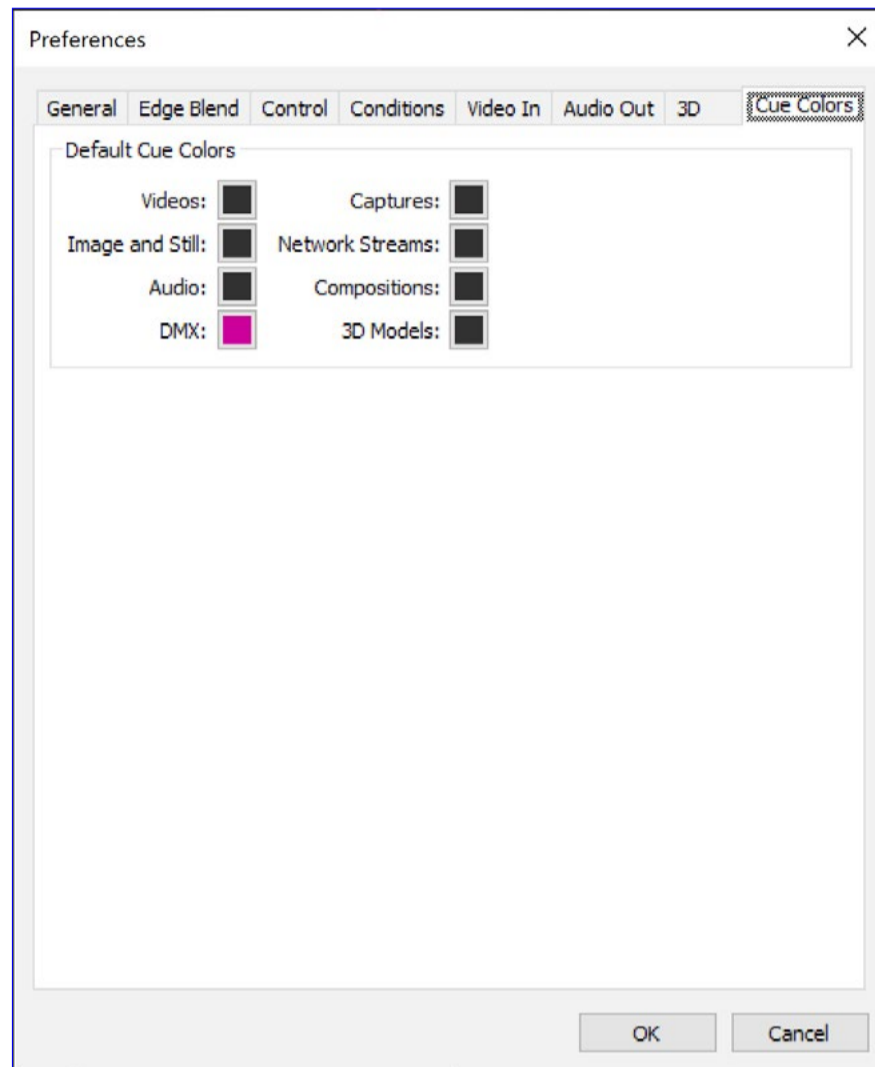 Preferences
General Edge Blend Control Conditions Video In Audio Out 3D Cue Colors
Default Cue Colors
Videos: Captures:
Image and Still: Network Streams:
Audio: Compositions:
DMX: 3D Models:
OK Cancel